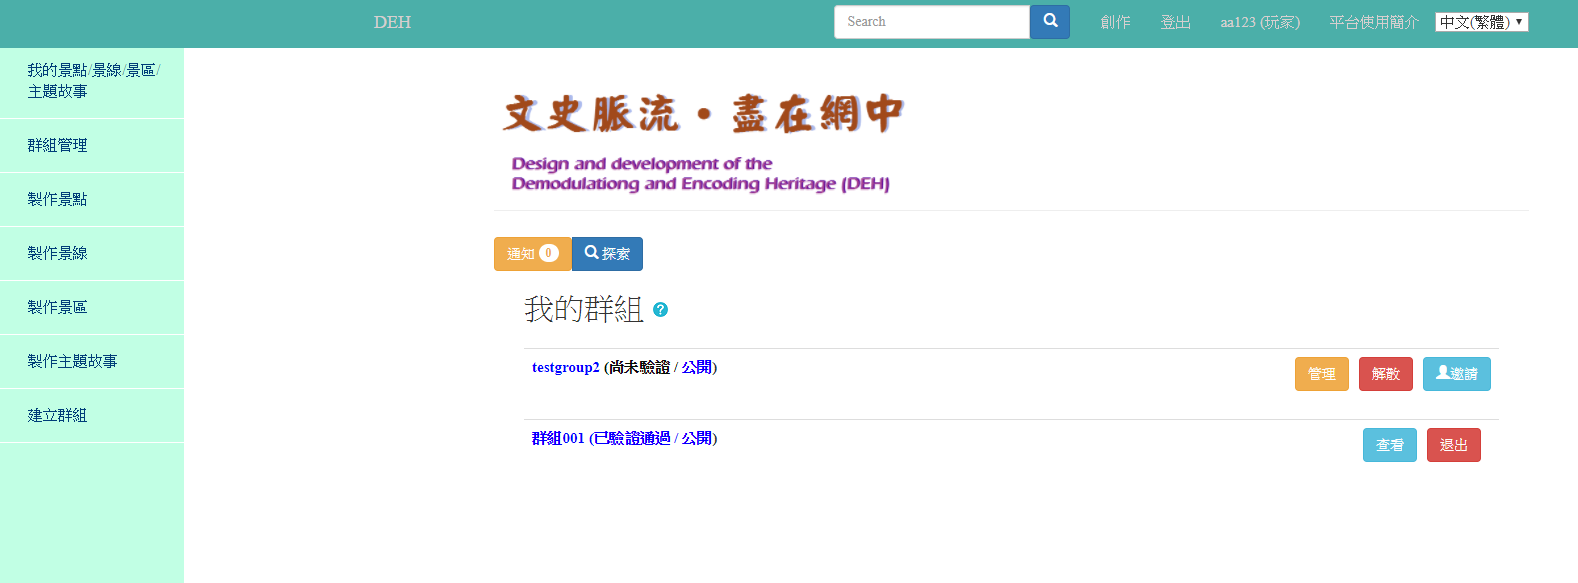 DEH
Search
創作
登出
aa123 (玩家)
平台使用簡介
中文(繁體)
我的景點/景線/景區/
主題故事
群組管理
製作景點
製作景線
製作景區
製作主題故事
建立群組
文史脈流・盡在網中
Design and development of the
Demodulationg and Encoding Heritage (DEH)
通知 0
探索
我的群組 ?
testgroup2 (尚未驗證 / 公開)
管理
解散
邀請
群組001 (已驗證通過 / 公開)
查看
退出